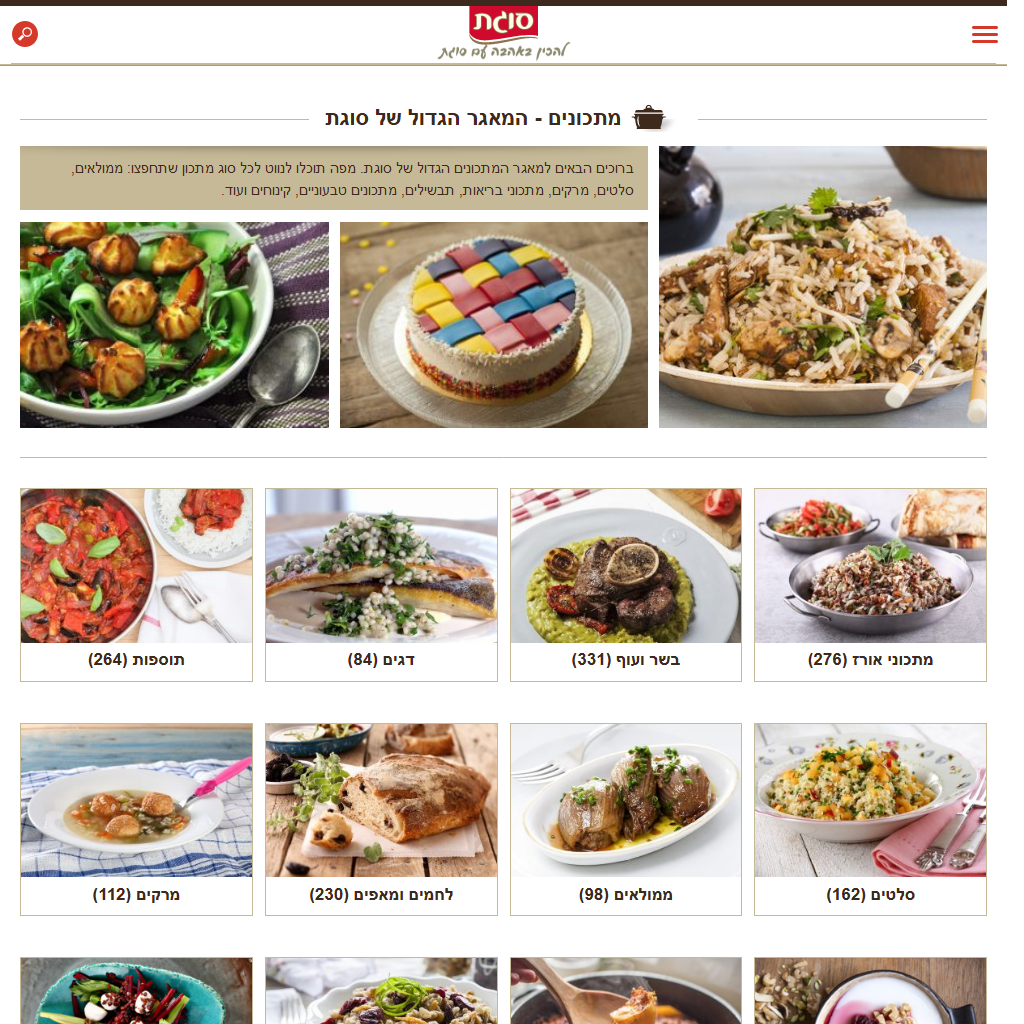 סוגת
להכין באהבה עם סוגת
מתכונים - המאגר הגדול של סוגת
ברוכים הבאים למאגר המתכונים הגדול של סוגת. מפה תוכלו לנווט לכל סוג מתכון שתחפצו: ממולאים,
סלטים, מרקים, מתכוני בריאות, תבשילים, מתכונים טבעוניים, קינוחים ועוד.
מתכוני אורז (276)
בשר ועוף (331)
דגים (84)
תוספות (264)
סלטים (162)
ממולאים (98)
לחמים ומאפים (230)
מרקים (112)